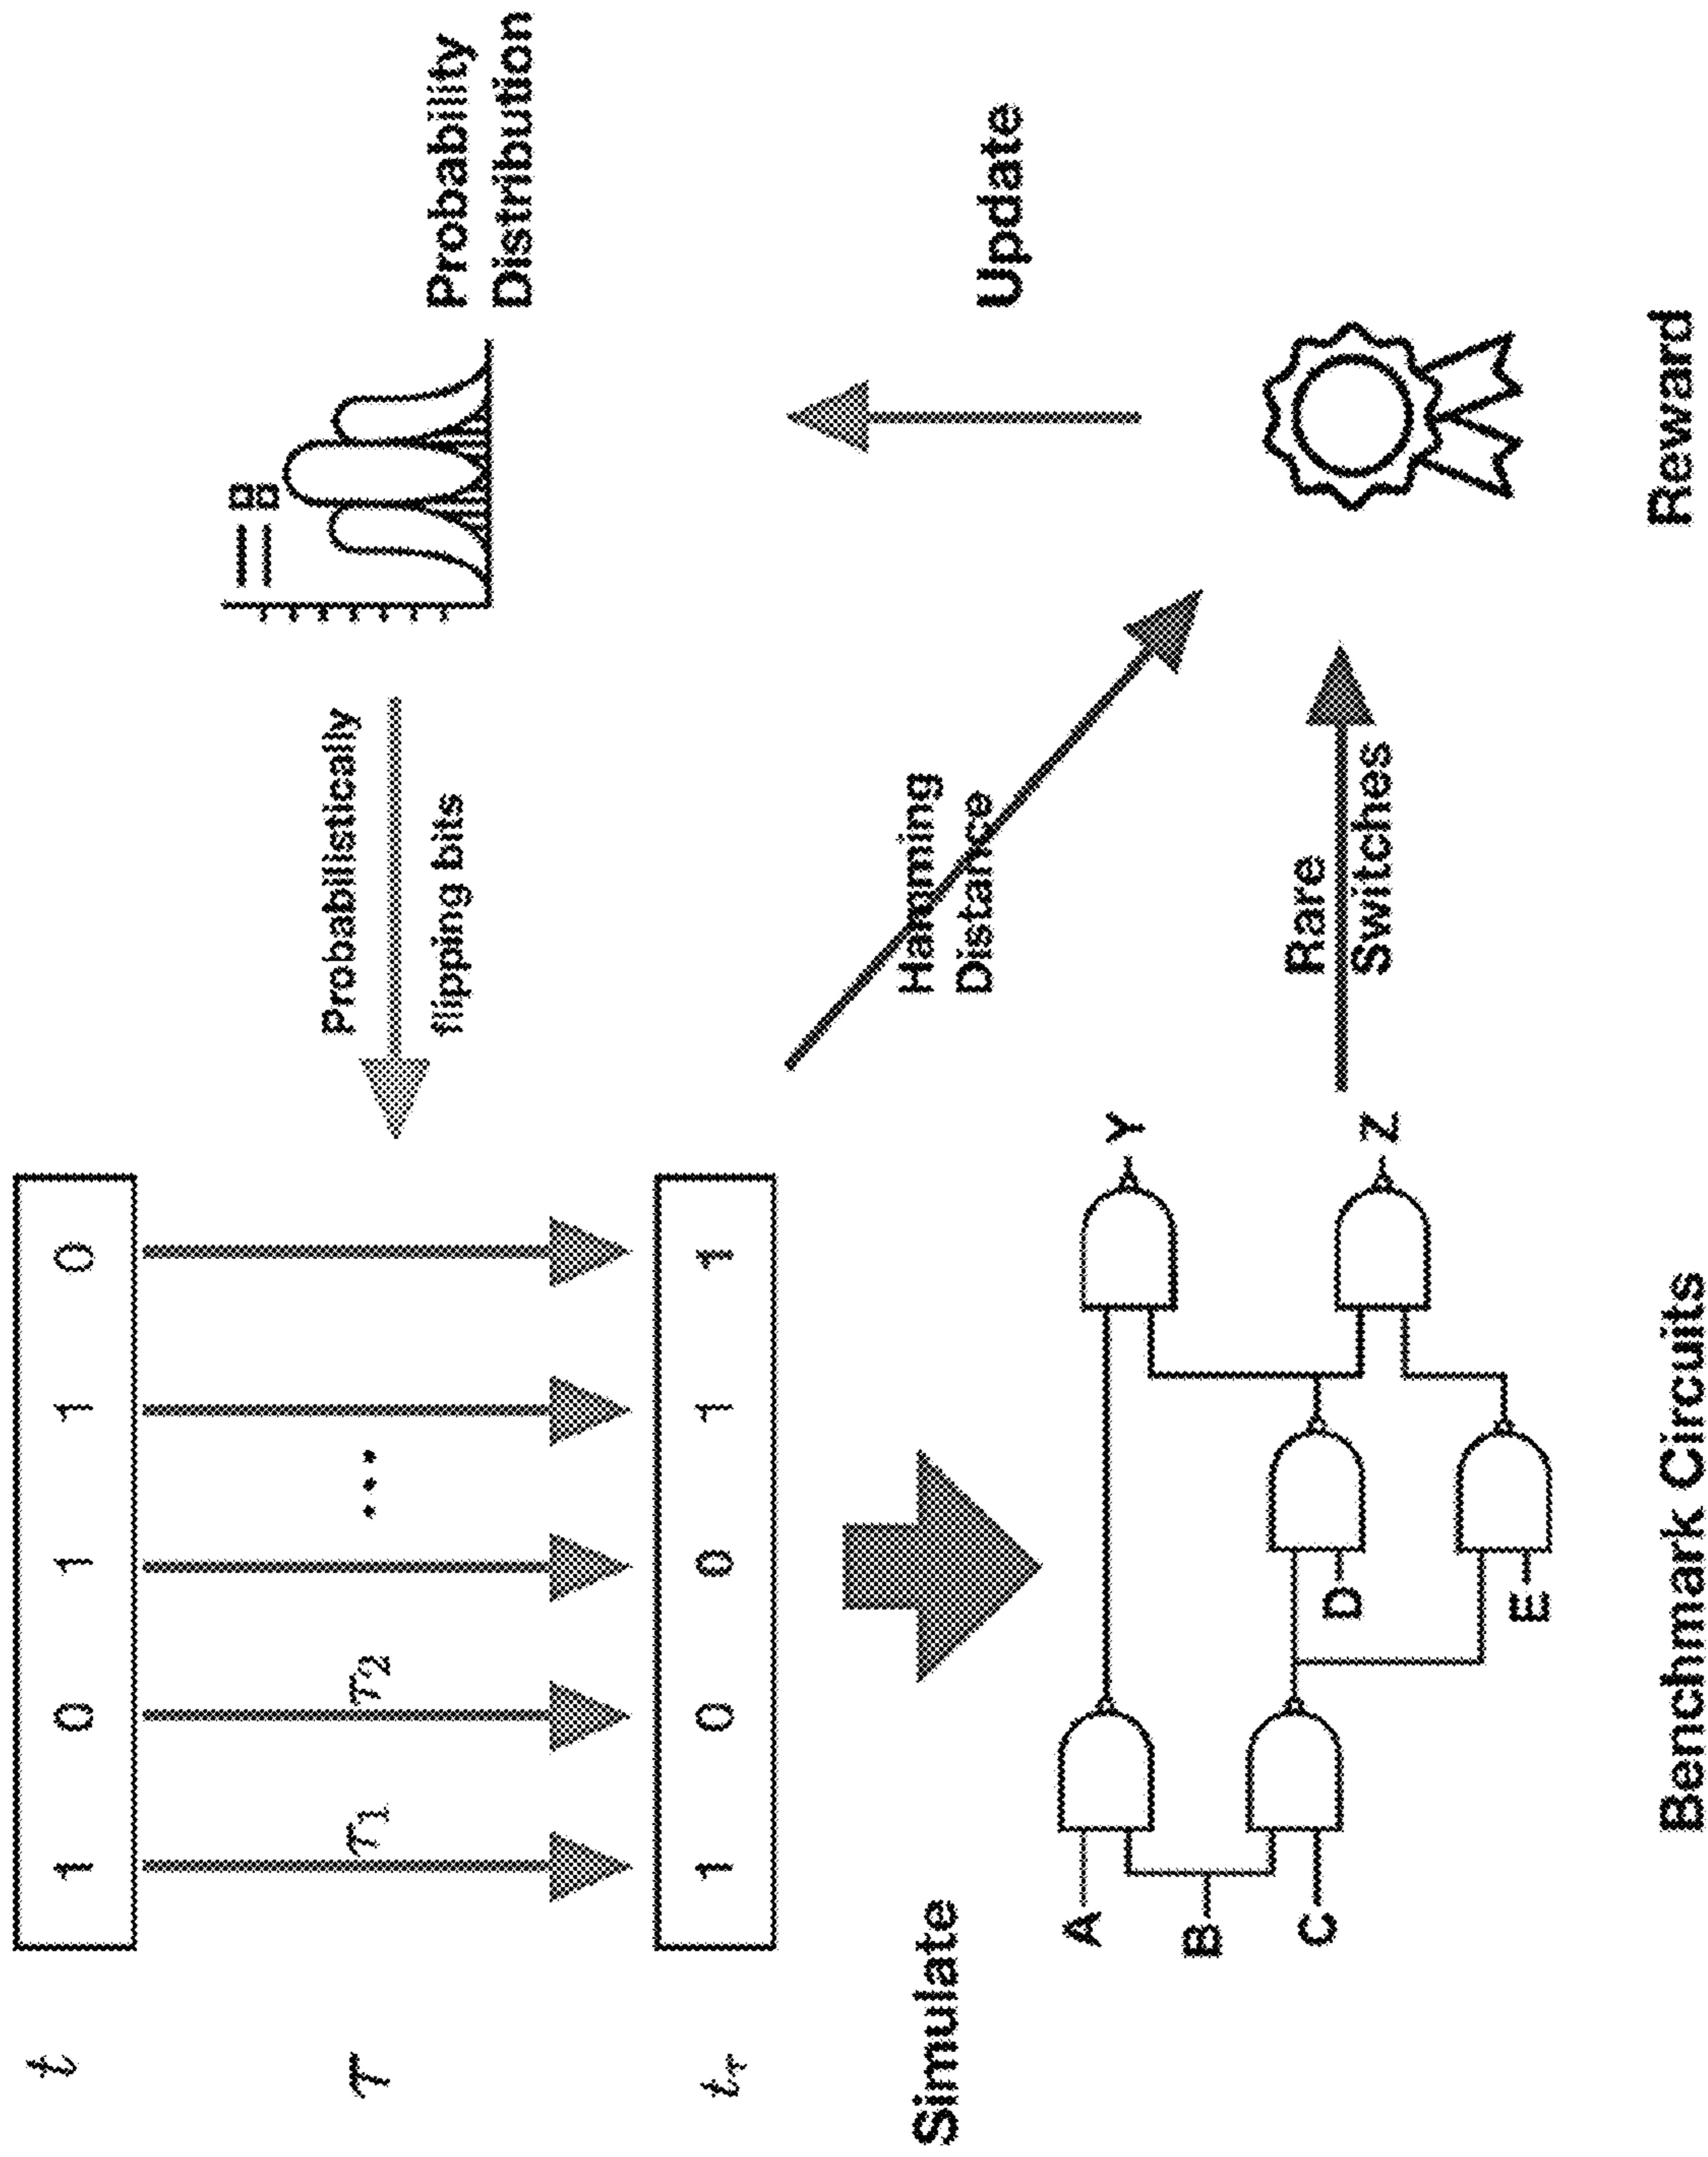 t
1 0 1 1 0
Probabilistically
flipping bits
Probability
Distribution
τ
τ1 τ2 ...
tτ
1 0 0 1 1
Simulate
Hamming
Distance
Update
A
B
C
D
E
Y
Z
Rare
Switches
Benchmark Circuits
Reward